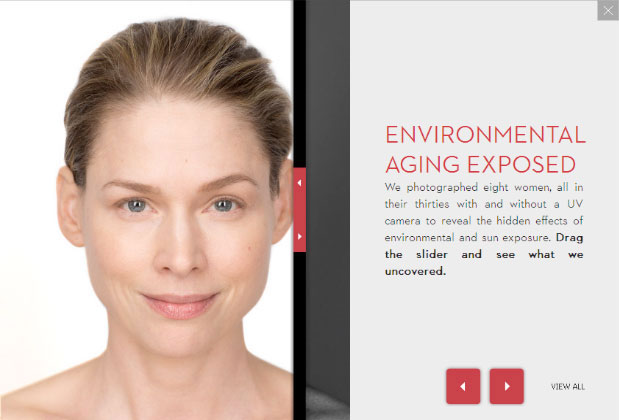 ENVIRONMENTAL
AGING EXPOSED
We photographed eight women, all in
their thirties with and without a UV
camera to reveal the hidden effects of
environmental and sun exposure. Drag
the slider and see what we
uncovered.
VIEW ALL